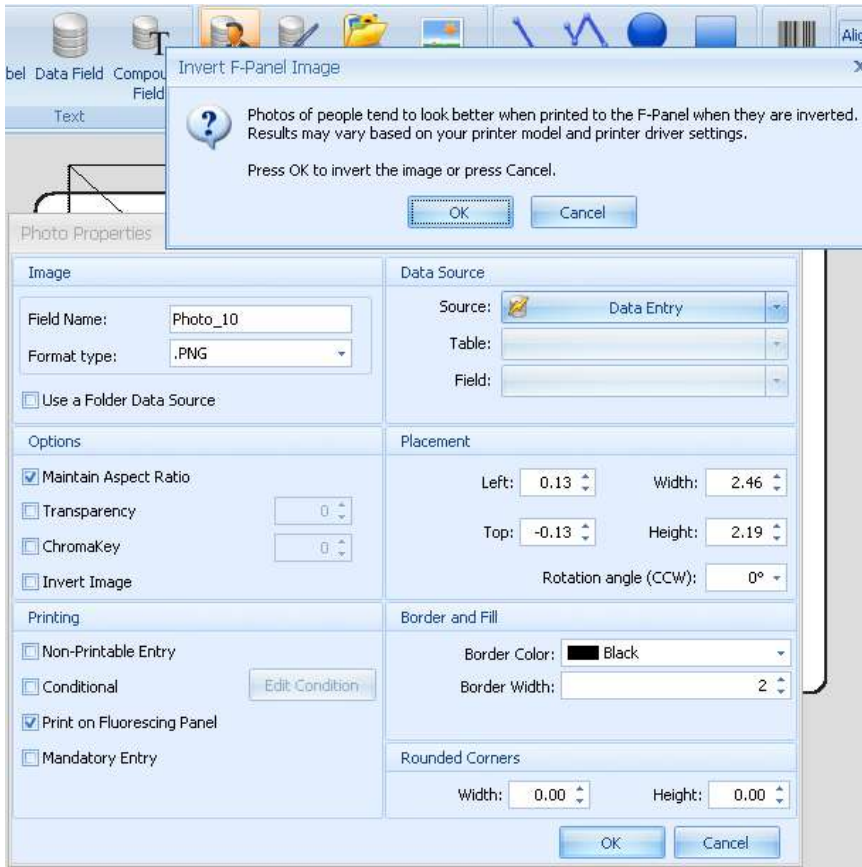 bel Data Field Compou
Field
Text
Alig
T
Invert F-Panel Image
x
?
Photos of people tend to look better when printed to the F-Panel when they are inverted.
Results may vary based on your printer model and printer driver settings.
Press OK to invert the image or press Cancel.
OK Cancel
Photo Properties
Image
Field Name: Photo_10
Format type: .PNG
Use a Folder Data Source
Data Source
Source: Data Entry
Table:
Field:
Options
Maintain Aspect Ratio
Transparency 0
ChromaKey 0
Invert Image
Placement
Left: 0.13 Width: 2.46
Top: -0.13 Height: 2.19
Rotation angle (CCW): 0°
Printing
Non-Printable Entry
Conditional Edit Condition
Print on Fluorescing Panel
Mandatory Entry
Border and Fill
Border Color: Black
Border Width: 2
Rounded Corners
Width: 0.00 Height: 0.00
OK Cancel